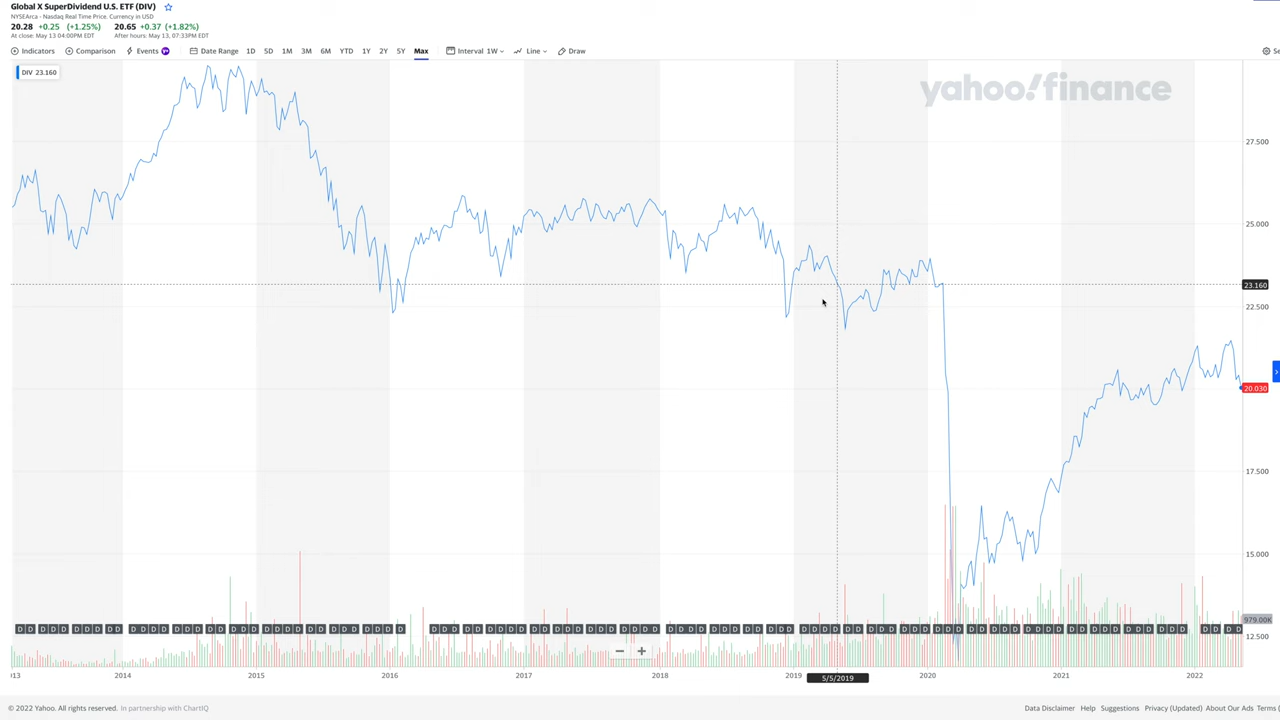 Global X SuperDividend U.S. ETF (DIV)
NYSEArca - Nasdaq Real Time Price. Currency in USD
20.28 +0.25 (+1.25%) 20.65 +0.37 (+1.82%)
At close: May 13 04:00PM EDT After hours: May 13, 07:33PM EDT
Indicators Comparison Events Date Range 1D 5D 1M 3M 6M YTD 1Y 2Y 5Y Max Interval 1W Line Draw Se
DIV 23.160
yahoo!finance
27.500
25.000
23.160
22.500
20.030
17.500
15.000
979.00K
D D D D D D D D D D D D D D D D D D D D D D D D D D D D D D D D D D D D D D D D D D D D D D D D D D D D D D D D D D D D D D D D D D D D D D D D D D D D D D D D D D D D D D D D D D D D D D D D D D D D D D D D
12.500
13 2014 2015 2016 2017 2018 2019 5/5/2019 2020 2021 2022
© 2022 Yahoo. All rights reserved. In partnership with ChartIQ Data Disclaimer Help Suggestions Privacy (Updated) About Our Ads Terms (